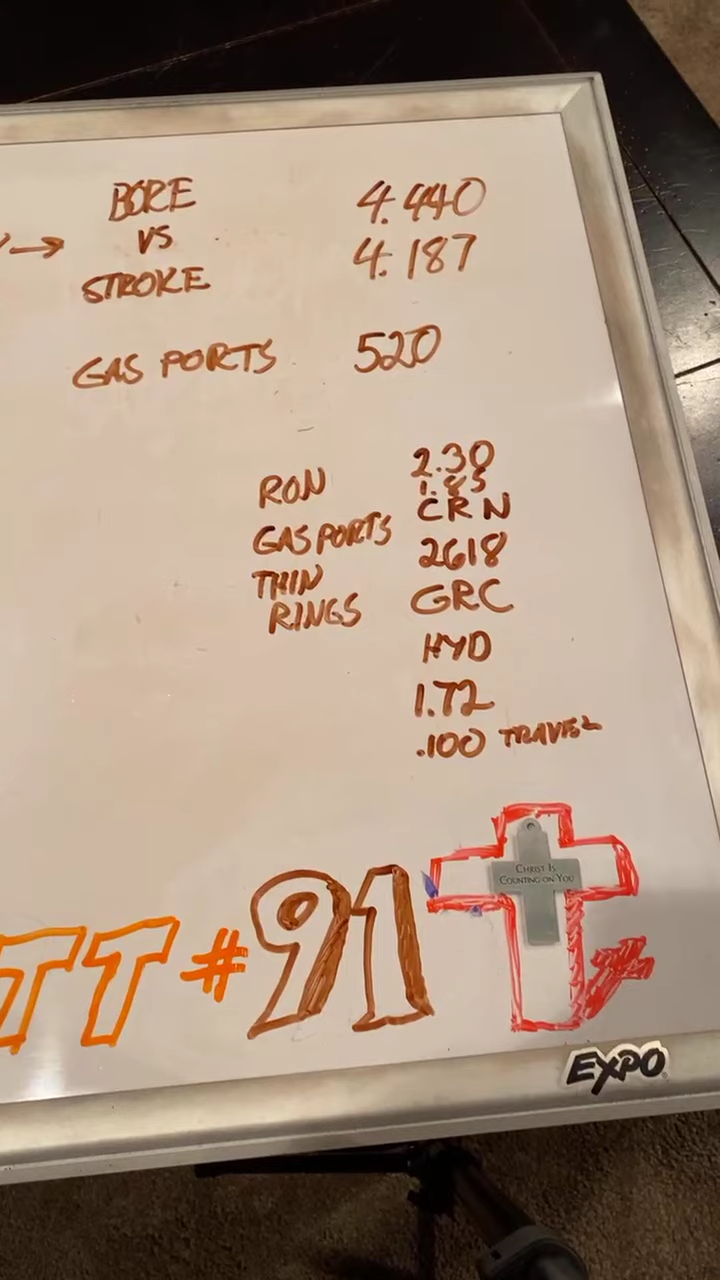 BORE 4.440
VS
STROKE 4.187
GAS PORTS 520
2.30
RON 1.85
CRN
GAS PORTS 2618
THIN GRC
RINGS
HYD
1.72
.100 TRAVEL
CHRIST IS
COUNTING ON YOU
TT #91
EXPO